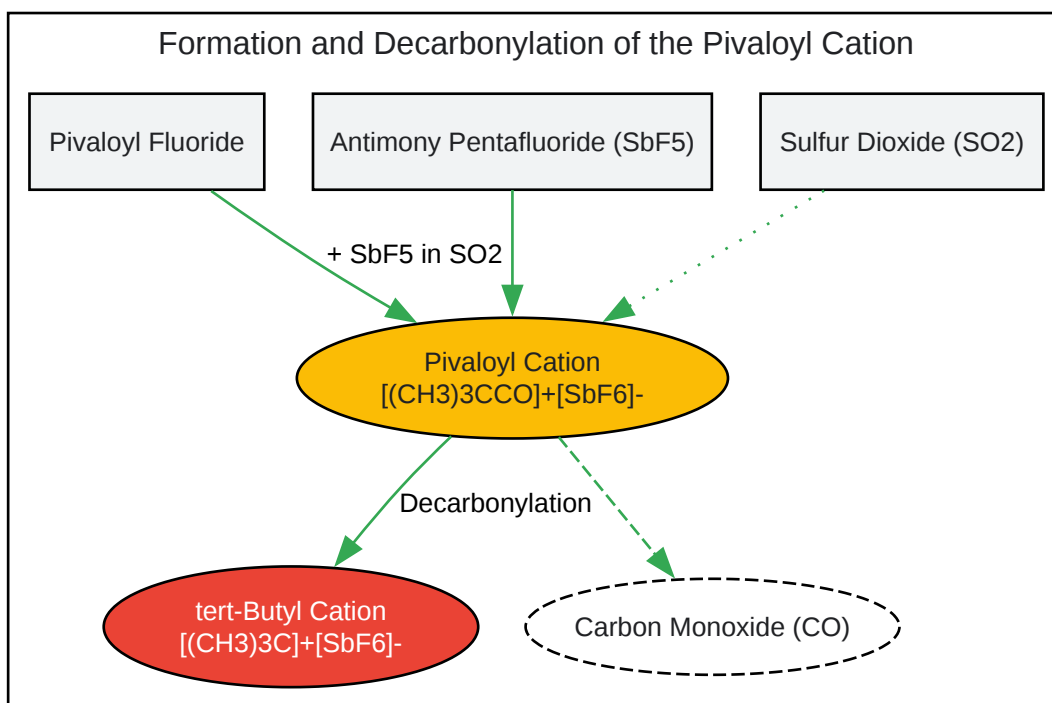 Formation and Decarbonylation of the Pivaloyl Cation
Pivaloyl Fluoride
Antimony Pentafluoride (SbF5)
Sulfur Dioxide (SO2)
+ SbF5 in SO2
Pivaloyl Cation
[(CH3)3CCO]+[SbF6]-
Decarbonylation
tert-Butyl Cation
[(CH3)3C]+[SbF6]-
Carbon Monoxide (CO)